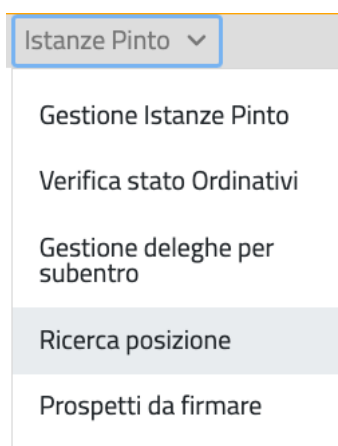 Istanze Pinto
Gestione Istanze Pinto
Verifica stato Ordinativi
Gestione deleghe per
subentro
Ricerca posizione
Prospetti da firmare